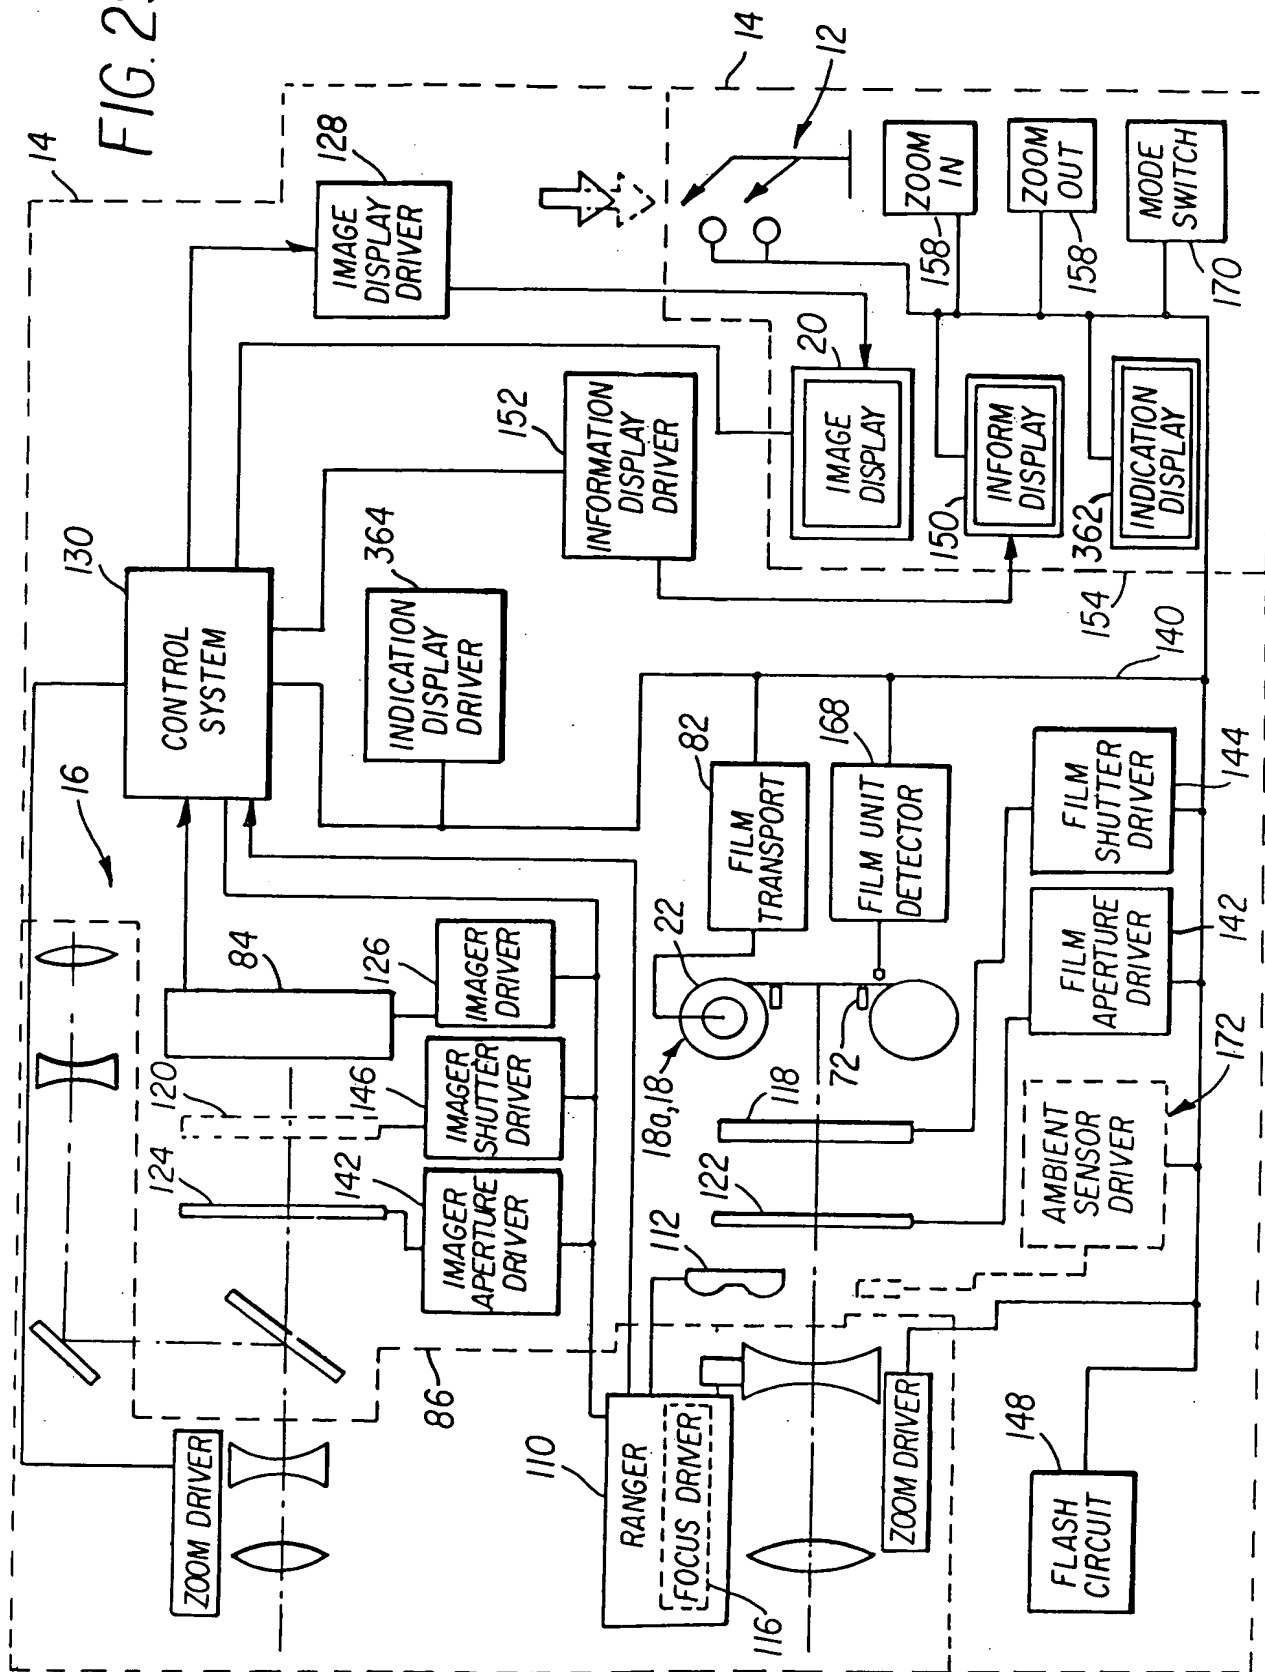 FIG. 2
14
128
IMAGE
DISPLAY
DRIVER
14
12
130
CONTROL
SYSTEM
16
152
INFORMATION
DISPLAY
DRIVER
364
INDICATION
DISPLAY
DRIVER
20
IMAGE
DISPLAY
ZOOM
IN
158
ZOOM
OUT
158
MODE
SWITCH
170
150
INFORM
DISPLAY
362
INDICATION
DISPLAY
154
140
84
126
IMAGER
DRIVER
120
146
IMAGER
SHUTTER
DRIVER
124
142
IMAGER
APERTURE
DRIVER
82
FILM
TRANSPORT
168
FILM UNIT
DETECTOR
22
18a,18
72
118
122
112
FILM
SHUTTER
DRIVER
144
FILM
APERTURE
DRIVER
142
172
AMBIENT
SENSOR
DRIVER
86
ZOOM DRIVER
110
RANGER
FOCUS DRIVER
116
ZOOM DRIVER
148
FLASH
CIRCUIT